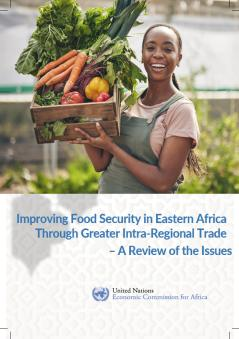 Improving Food Security in Eastern Africa
Through Greater Intra-Regional Trade
– A Review of the Issues
United Nations
Economic Commission for Africa